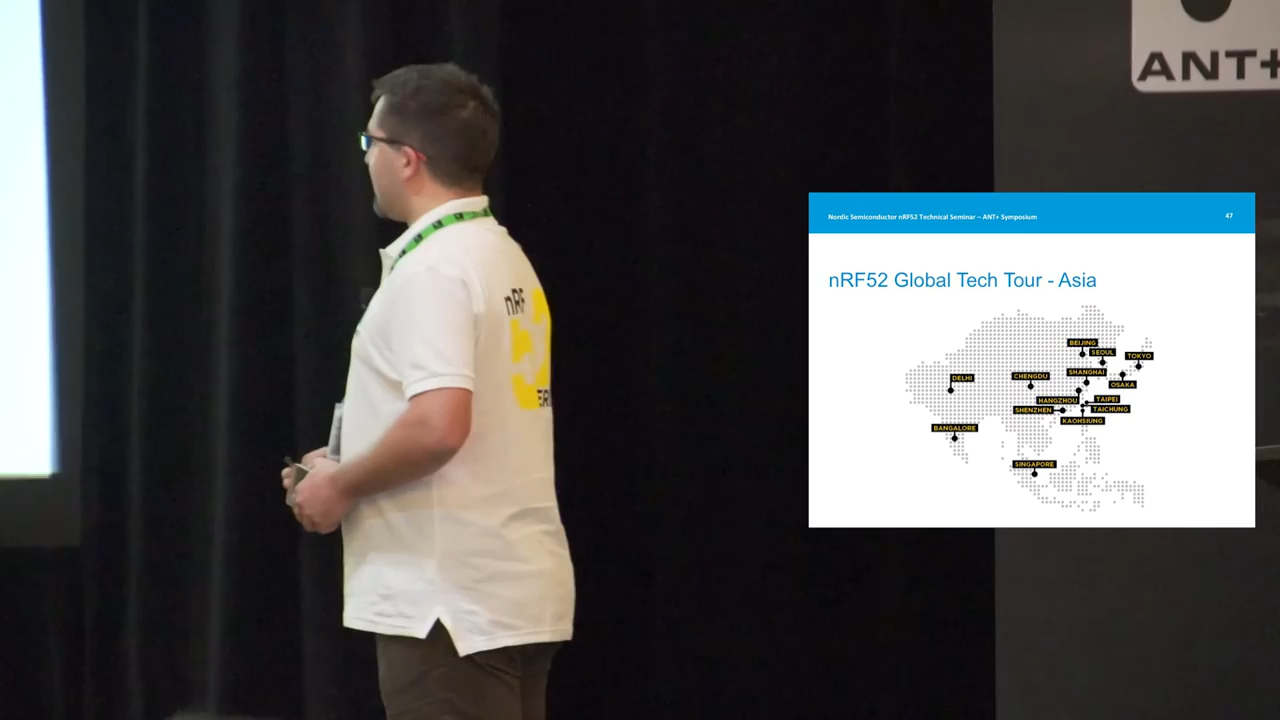 ANT+
Nordic Semiconductor nRF52 Technical Seminar – ANT+ Symposium
47
nRF52 Global Tech Tour - Asia
BEIJING
SEOUL
TOKYO
SHANGHAI
DELHI
CHENGDU
OSAKA
HANGZHOU
TAIPEI
SHENZHEN
TAICHUNG
KAOHSIUNG
BANGALORE
SINGAPORE
nRF
52